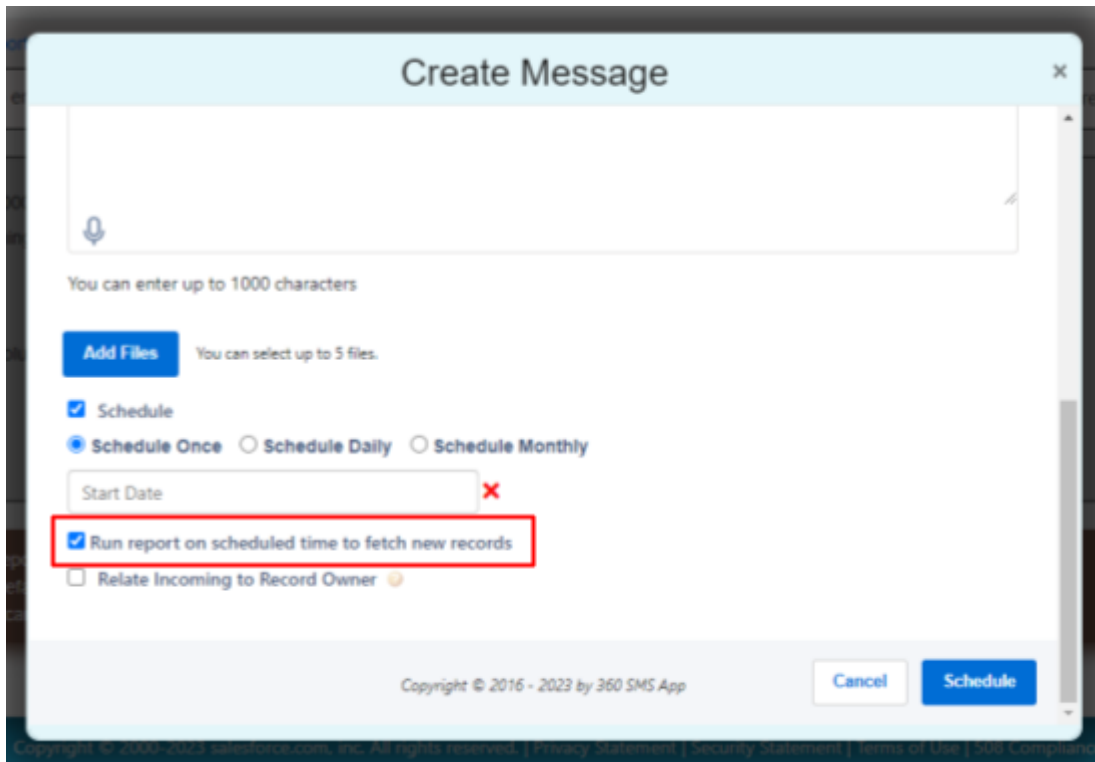 Create Message
×
You can enter up to 1000 characters
Add Files You can select up to 5 files.
Schedule
Schedule Once Schedule Daily Schedule Monthly
Start Date
Run report on scheduled time to fetch new records
Relate Incoming to Record Owner
Copyright © 2016 - 2023 by 360 SMS App
Cancel Schedule
Copyright © 2000-2023 salesforce.com, inc. All rights reserved. | Privacy Statement | Security Statement | Terms of Use | 508 Complianc